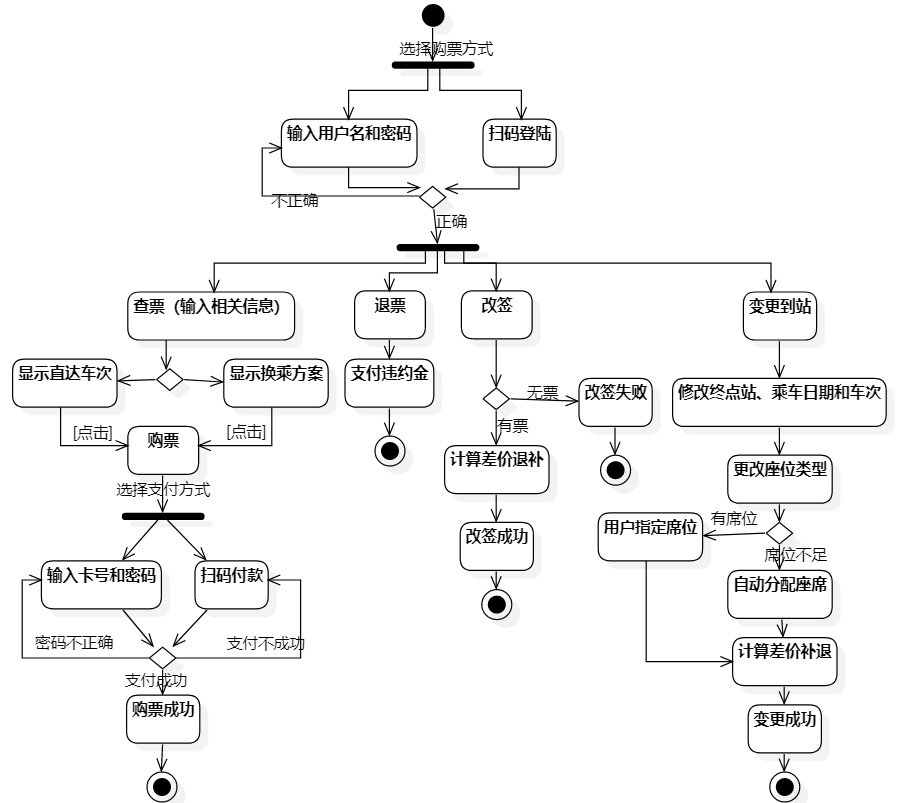 选择购票方式
输入用户名和密码
扫码登陆
不正确
正确
查票（输入相关信息）
退票
改签
变更到站
显示直达车次
显示换乘方案
支付违约金
无票
改签失败
修改终点站、乘车日期和车次
[点击]
[点击]
购票
有票
计算差价退补
更改座位类型
选择支付方式
改签成功
用户指定席位
有席位
席位不足
输入卡号和密码
扫码付款
自动分配座席
密码不正确
支付不成功
计算差价补退
支付成功
购票成功
变更成功